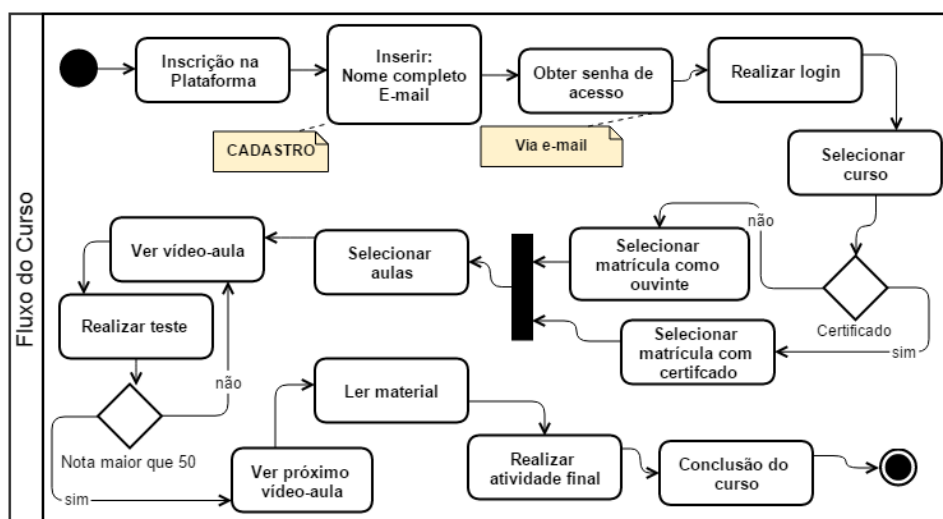 Fluxo do Curso
Inscrição na
Plataforma
Inserir:
Nome completo
E-mail
CADASTRO
Obter senha de
acesso
Via e-mail
Realizar login
Selecionar
curso
Certificado
não
sim
Selecionar
matrícula como
ouvinte
Selecionar
matrícula com
certifcado
Selecionar
aulas
Ver vídeo-aula
Realizar teste
Nota maior que 50
não
sim
Ver próximo
vídeo-aula
Ler material
Realizar
atividade final
Conclusão do
curso